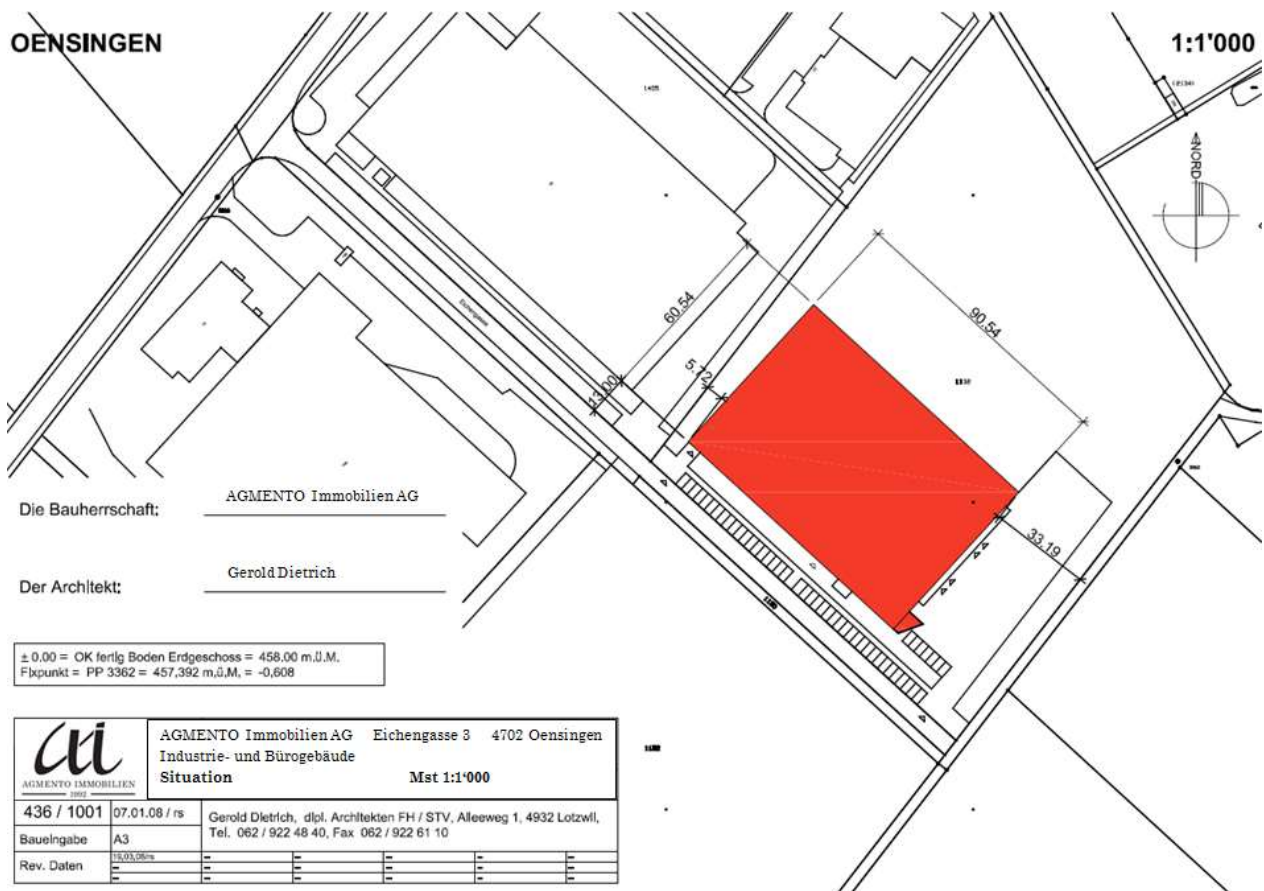 OENSINGEN
1:1'000
NORD
1405
Eichengasse
60.54
90.54
5.72
13.00
33.19
Die Bauherrschaft:
AGMENTO Immobilien AG
Der Architekt:
Gerold Dietrich
± 0.00 = OK fertig Boden Erdgeschoss = 458.00 m.ü.M.
Fixpunkt = PP 3362 = 457,392 m.ü.M. = -0,608
AGMENTO IMMOBILIEN
AGMENTO Immobilien AG Eichengasse 3 4702 Oensingen
Industrie- und Bürogebäude
Situation Mst 1:1'000
436 / 1001
07.01.08 / rs
Gerold Dietrich, dipl. Architekten FH / STV, Alleeweg 1, 4932 Lotzwil,
Tel. 062 / 922 48 40, Fax 062 / 922 61 10
Baueingabe
A3
Rev. Daten